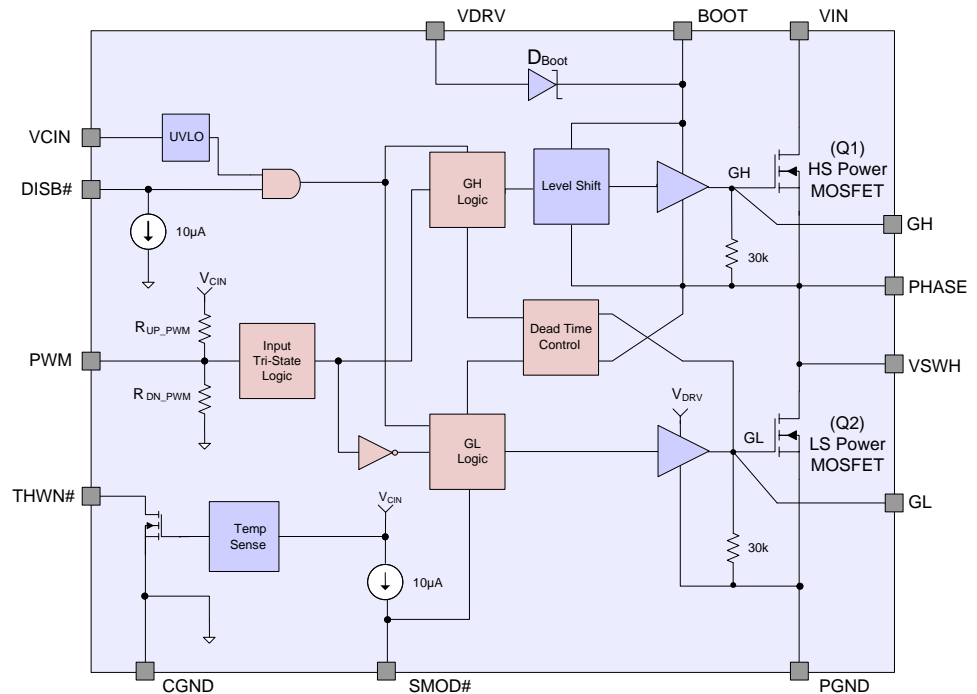 VDRV
BOOT
VIN
DBoot
VCIN
UVLO
(Q1)
HS Power
MOSFET
DISB#
GH
Logic
Level Shift
GH
10µA
GH
30k
VCIN
PHASE
RUP_PWM
Input
Tri-State
Logic
Dead Time
Control
PWM
VSWH
RDN_PWM
VDRV
(Q2)
LS Power
MOSFET
GL
Logic
GL
THWN#
VCIN
GL
Temp
Sense
30k
10µA
CGND
SMOD#
PGND